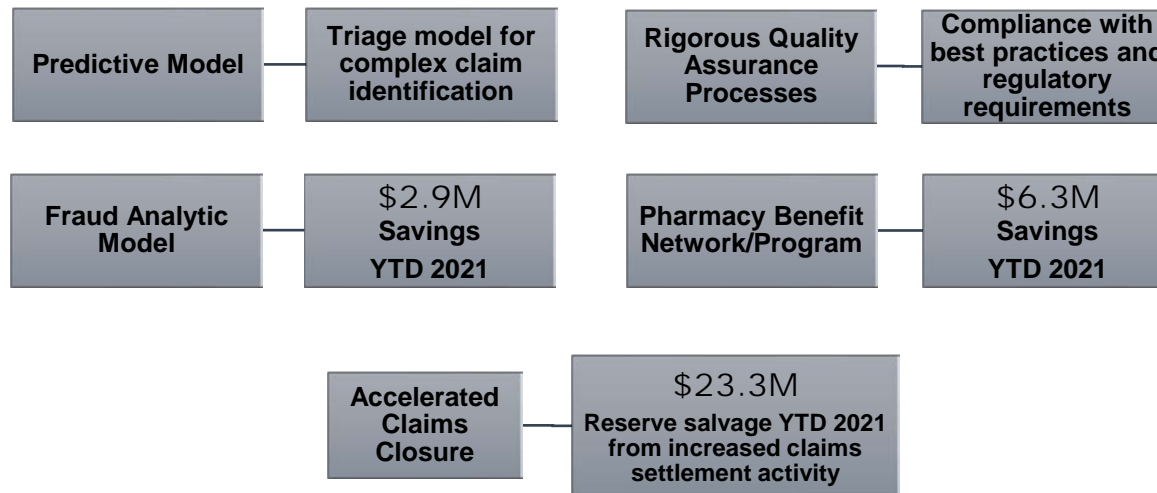 Predictive Model
Triage model for
complex claim
identification
Rigorous Quality
Assurance
Processes
Compliance with
best practices and
regulatory
requirements
Fraud Analytic
Model
$2.9M
Savings
YTD 2021
Pharmacy Benefit
Network/Program
$6.3M
Savings
YTD 2021
Accelerated
Claims
Closure
$23.3M
Reserve salvage YTD 2021
from increased claims
settlement activity